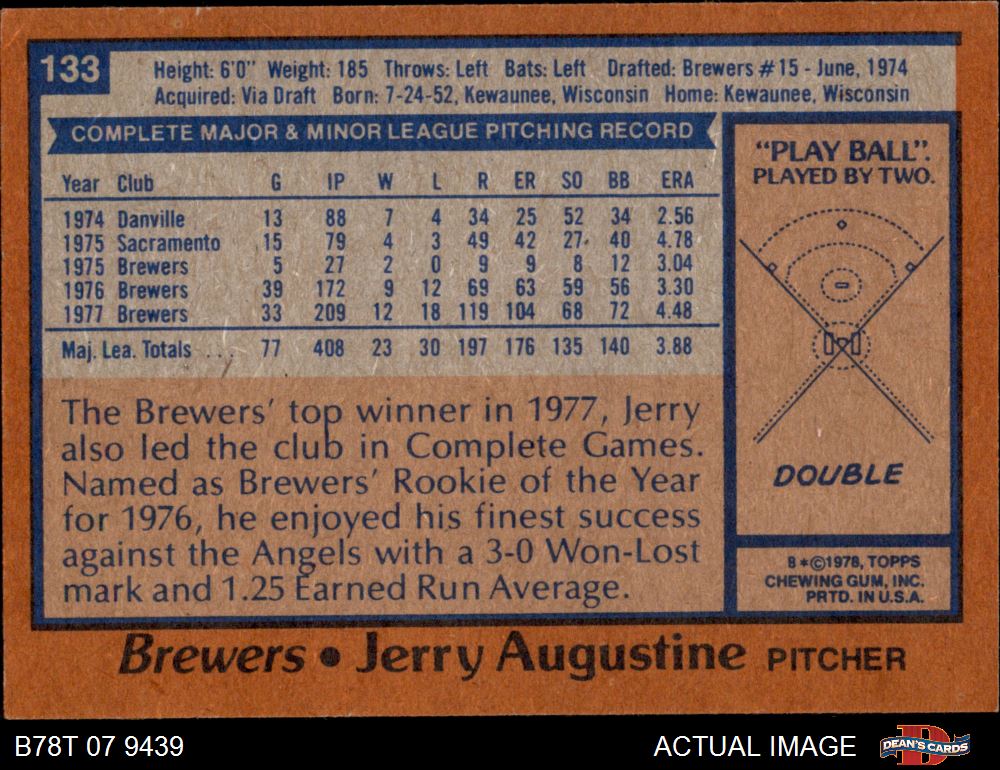 133
Height: 6'0" Weight: 185 Throws: Left Bats: Left Drafted: Brewers #15 - June, 1974
Acquired: Via Draft Born: 7-24-52, Kewaunee, Wisconsin Home: Kewaunee, Wisconsin
COMPLETE MAJOR & MINOR LEAGUE PITCHING RECORD
Year Club G IP W L R ER SO BB ERA
1974 Danville 13 88 7 4 34 25 52 34 2.56
1975 Sacramento 15 79 4 3 49 42 27 40 4.78
1975 Brewers 5 27 2 0 9 9 8 12 3.04
1976 Brewers 39 172 9 12 69 63 59 56 3.30
1977 Brewers 33 209 12 18 119 104 68 72 4.48
Maj. Lea. Totals ... 77 408 23 30 197 176 135 140 3.88
The Brewers' top winner in 1977, Jerry
also led the club in Complete Games.
Named as Brewers' Rookie of the Year
for 1976, he enjoyed his finest success
against the Angels with a 3-0 Won-Lost
mark and 1.25 Earned Run Average.
"PLAY BALL".
PLAYED BY TWO.
DOUBLE
B*©1978, TOPPS
CHEWING GUM, INC.
PRTD. IN U.S.A.
Brewers • Jerry Augustine PITCHER
B78T 07 9439
ACTUAL IMAGE
D
DEAN'S CARDS